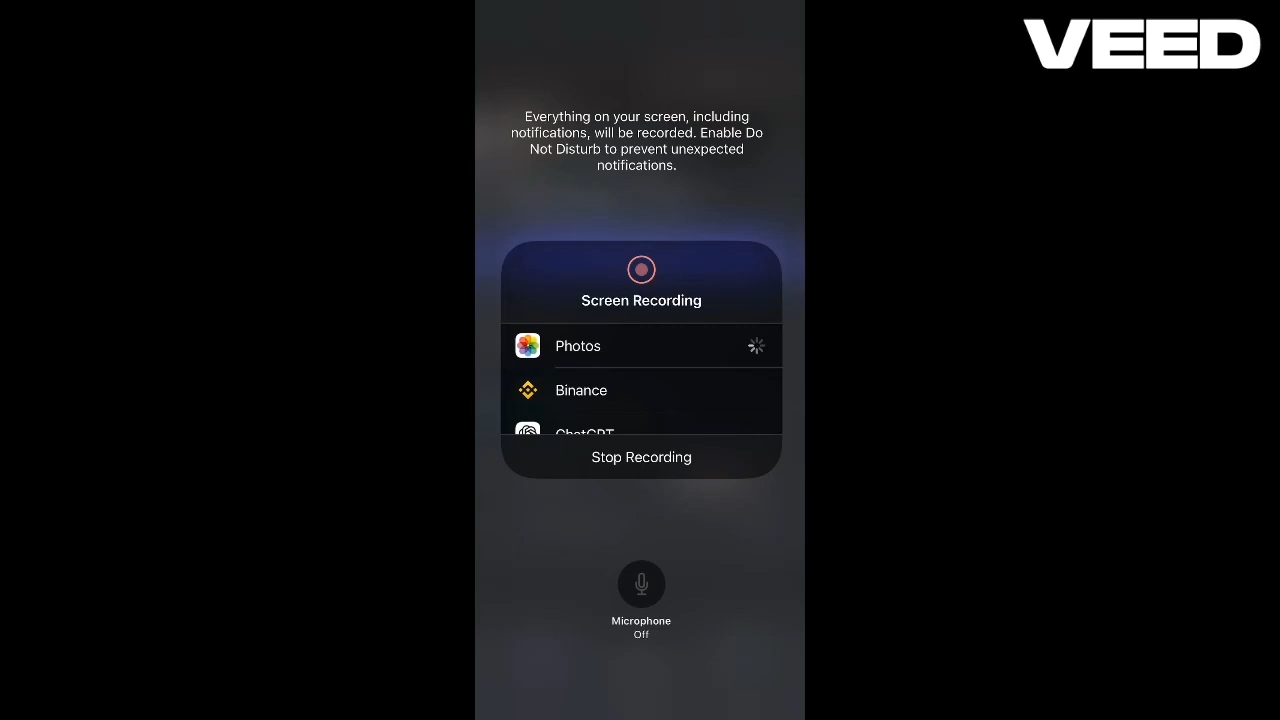 VEED
Everything on your screen, including
notifications, will be recorded. Enable Do
Not Disturb to prevent unexpected
notifications.
Screen Recording
Photos
Binance
ChatGPT
Stop Recording
Microphone
Off